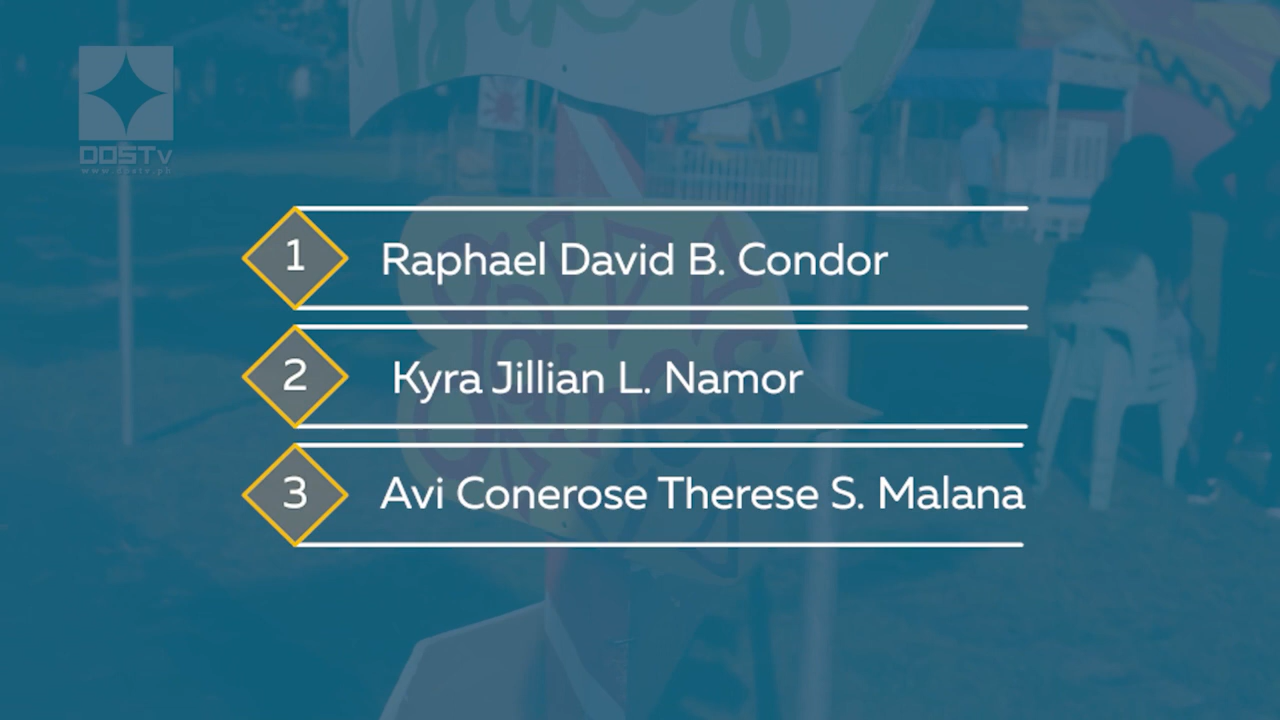 DOSTv
www.dostv.ph
1 Raphael David B. Condor
2 Kyra Jillian L. Namor
3 Avi Conerose Therese S. Malana